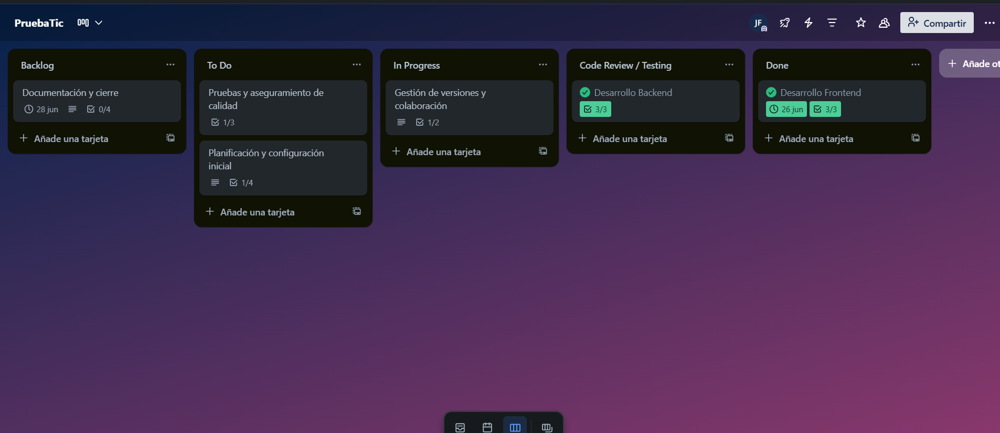 PruebaTic
JF
Compartir
Backlog
Documentación y cierre
28 jun
0/4
Añade una tarjeta
To Do
Pruebas y aseguramiento de
calidad
1/3
Planificación y configuración
inicial
1/4
Añade una tarjeta
In Progress
Gestión de versiones y
colaboración
1/2
Añade una tarjeta
Code Review / Testing
Desarrollo Backend
3/3
Añade una tarjeta
Done
Desarrollo Frontend
26 jun
3/3
Añade una tarjeta
Añade ot